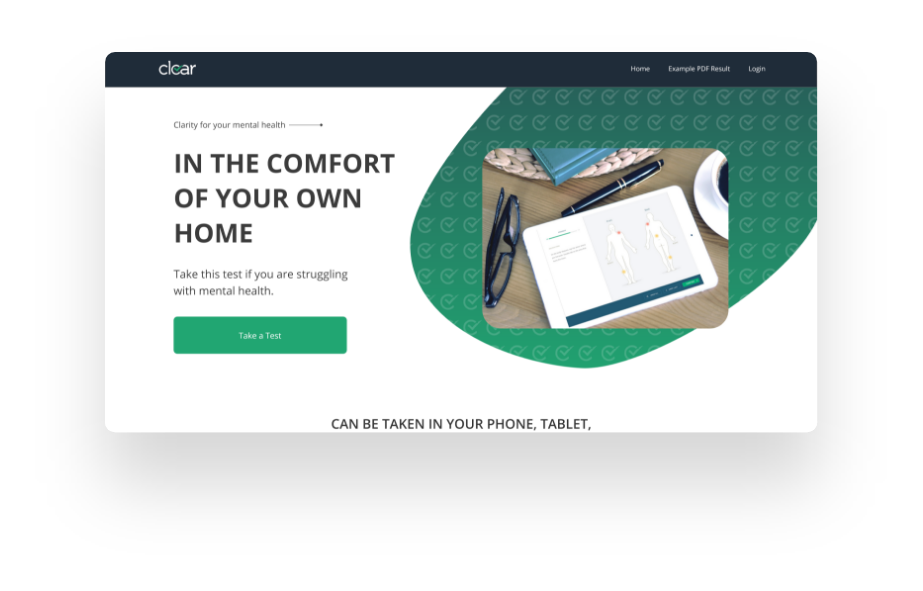 clear
Home
Example PDF Result
Login
Clarity for your mental health
IN THE COMFORT
OF YOUR OWN
HOME
Take this test if you are struggling
with mental health.
Take a Test
CAN BE TAKEN IN YOUR PHONE, TABLET,